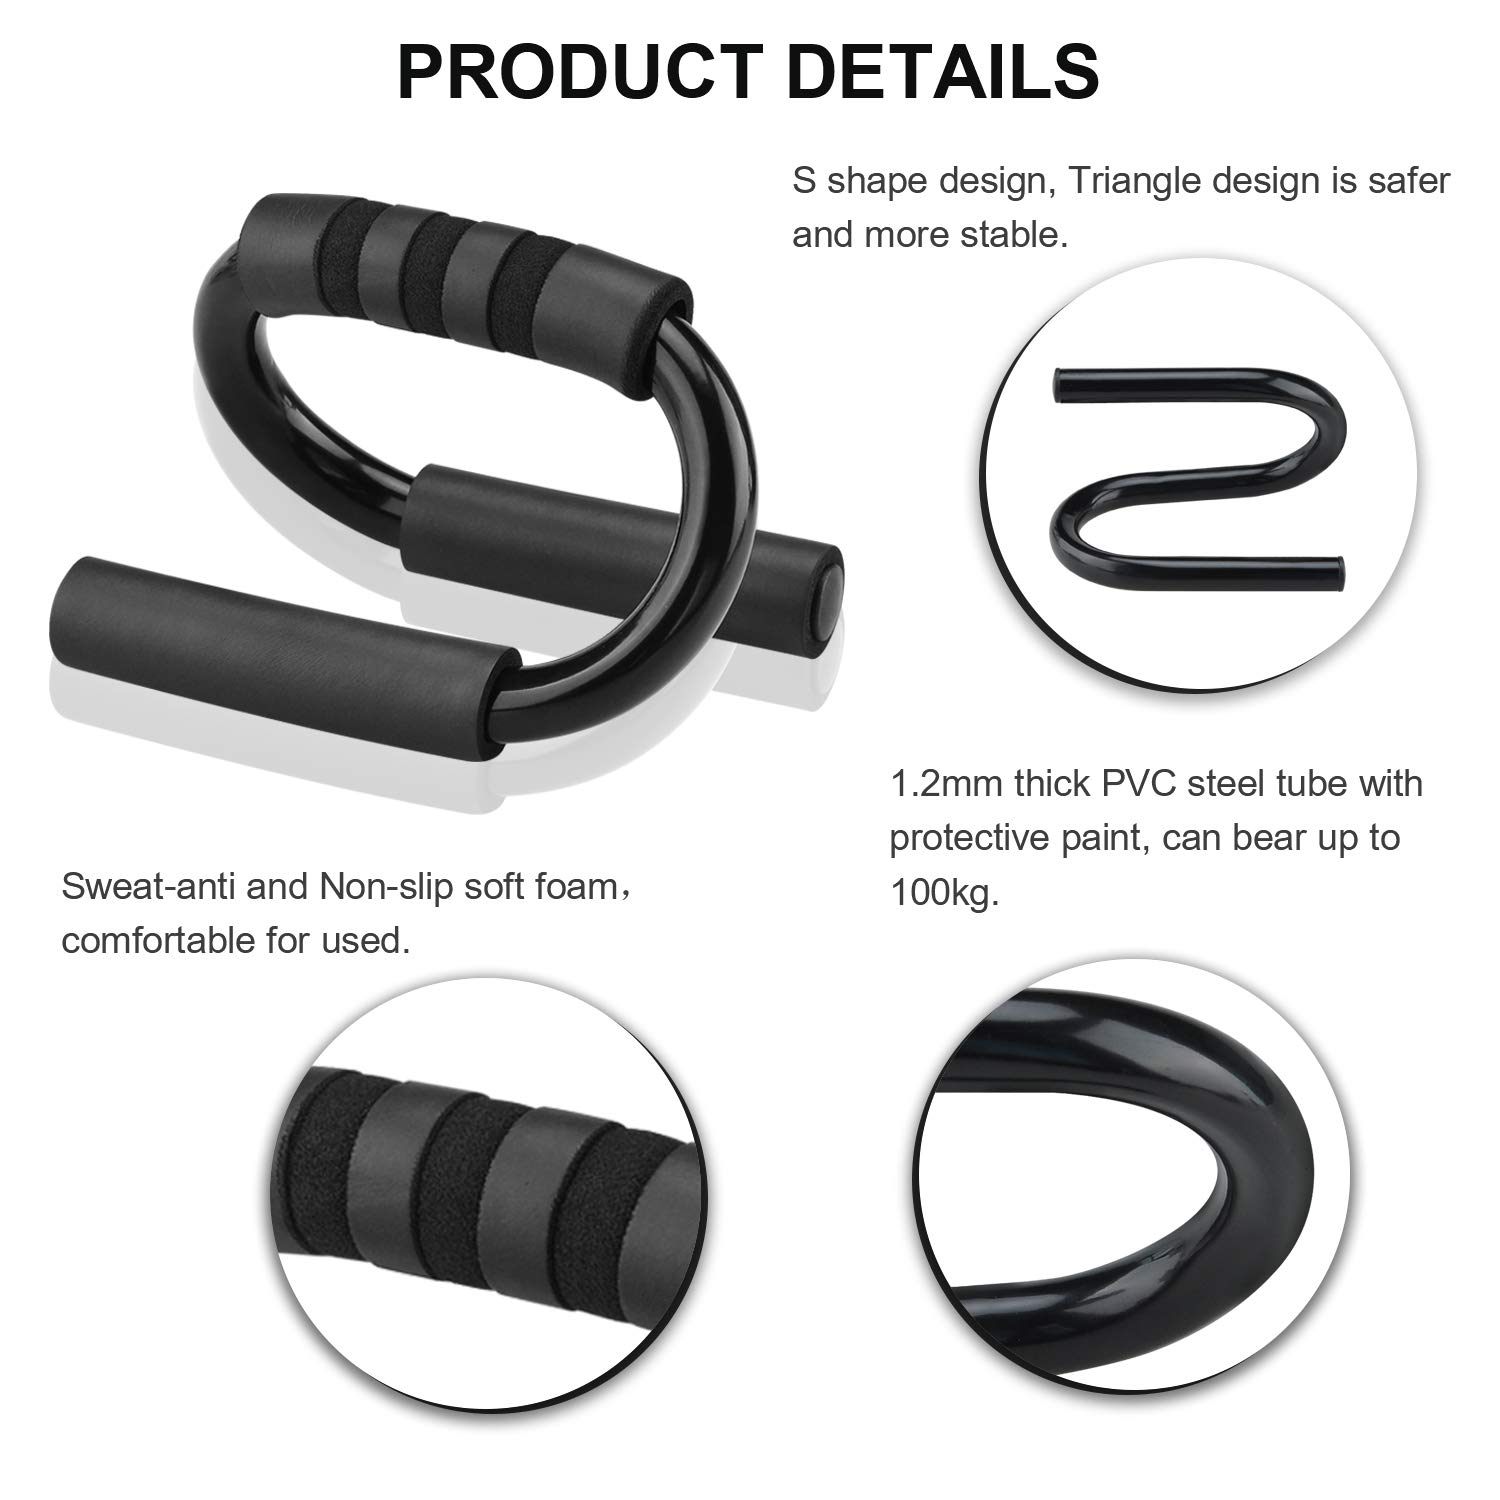 PRODUCT DETAILS
S shape design, Triangle design is safer
and more stable.
1.2mm thick PVC steel tube with
protective paint, can bear up to
100kg.
Sweat-anti and Non-slip soft foam，
comfortable for used.